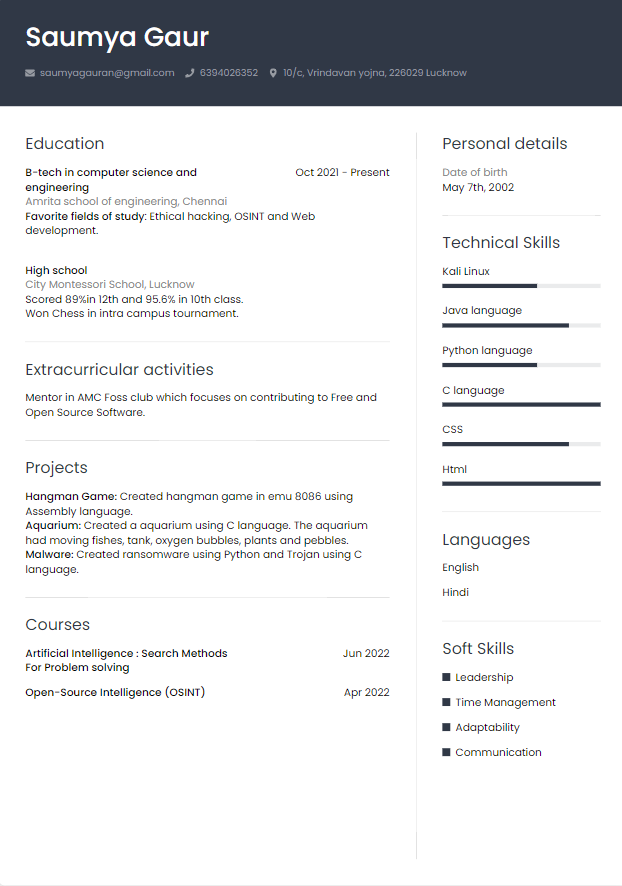 Saumya Gaur
saumyagauran@gmail.com 6394026352 10/c, Vrindavan yojna, 226029 Lucknow
Education
B-tech in computer science and Oct 2021 - Present
engineering
Amrita school of engineering, Chennai
Favorite fields of study: Ethical hacking, OSINT and Web
development.
High school
City Montessori School, Lucknow
Scored 89%in 12th and 95.6% in 10th class.
Won Chess in intra campus tournament.
Extracurricular activities
Mentor in AMC Foss club which focuses on contributing to Free and
Open Source Software.
Projects
Hangman Game: Created hangman game in emu 8086 using
Assembly language.
Aquarium: Created a aquarium using C language. The aquarium
had moving fishes, tank, oxygen bubbles, plants and pebbles.
Malware: Created ransomware using Python and Trojan using C
language.
Courses
Artificial Intelligence : Search Methods Jun 2022
For Problem solving
Open-Source Intelligence (OSINT) Apr 2022
Personal details
Date of birth
May 7th, 2002
Technical Skills
Kali Linux
Java language
Python language
C language
CSS
Html
Languages
English
Hindi
Soft Skills
Leadership
Time Management
Adaptability
Communication